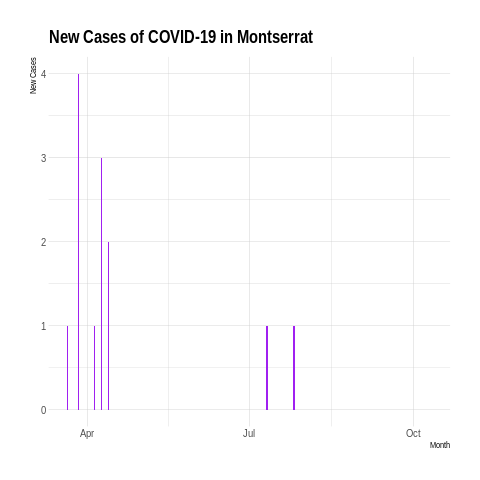 New Cases of COVID-19 in Montserrat
New Cases
4
3
2
1
0
Apr
Jul
Oct
Month